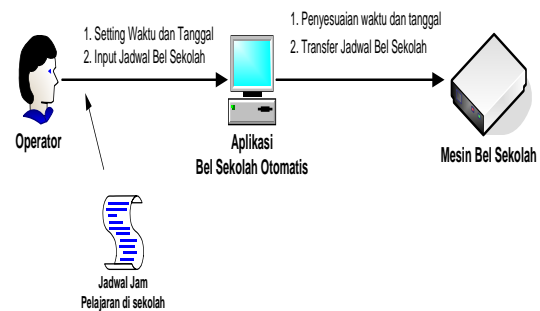 1. Setting Waktu dan Tanggal
2. Input Jadwal Bel Sekolah
1. Penyesuaian waktu dan tanggal
2. Transfer Jadwal Bel Sekolah
Operator
Aplikasi
Bel Sekolah Otomatis
Mesin Bel Sekolah
Jadwal Jam
Pelajaran di sekolah